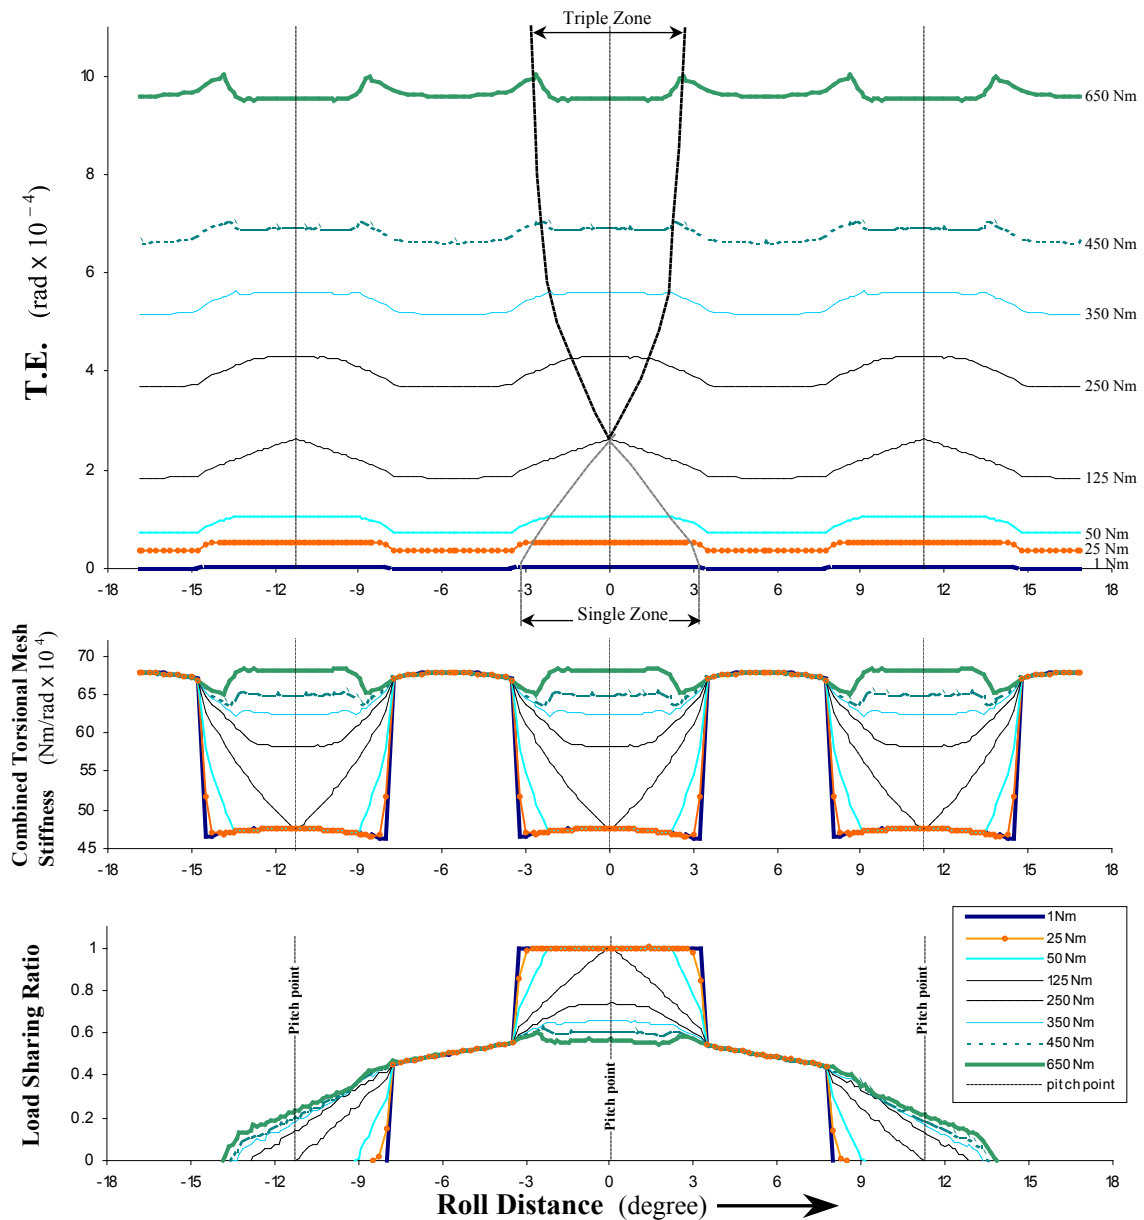 Triple Zone
10
8
6
4
2
0
T.E. (rad x 10 – 4)
650 Nm
450 Nm
350 Nm
250 Nm
125 Nm
50 Nm
25 Nm
1 Nm
-18 -15 -12 -9 -6 -3 0 3 6 9 12 15 18
Single Zone
Combined Torsional Mesh
Stiffness (Nm/rad x 10 4)
70
65
60
55
50
45
-18 -15 -12 -9 -6 -3 0 3 6 9 12 15 18
Load Sharing Ratio
1
0.8
0.6
0.4
0.2
0
Pitch point
Pitch point
Pitch point
1 Nm
25 Nm
50 Nm
125 Nm
250 Nm
350 Nm
450 Nm
650 Nm
pitch point
-18 -15 -12 -9 -6 -3 0 3 6 9 12 15 18
Roll Distance (degree)